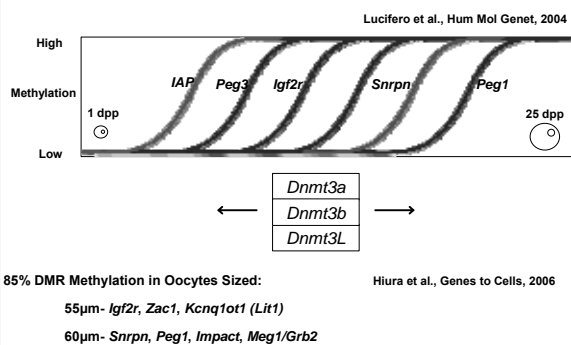 Lucifero et al., Hum Mol Genet, 2004
High
IAP Peg3 Igf2r Snrpn Peg1
Methylation
1 dpp 25 dpp
Low
Dnmt3a
Dnmt3b
Dnmt3L
85% DMR Methylation in Oocytes Sized: Hiura et al., Genes to Cells, 2006
55µm- Igf2r, Zac1, Kcnq1ot1 (Lit1)
60µm- Snrpn, Peg1, Impact, Meg1/Grb2